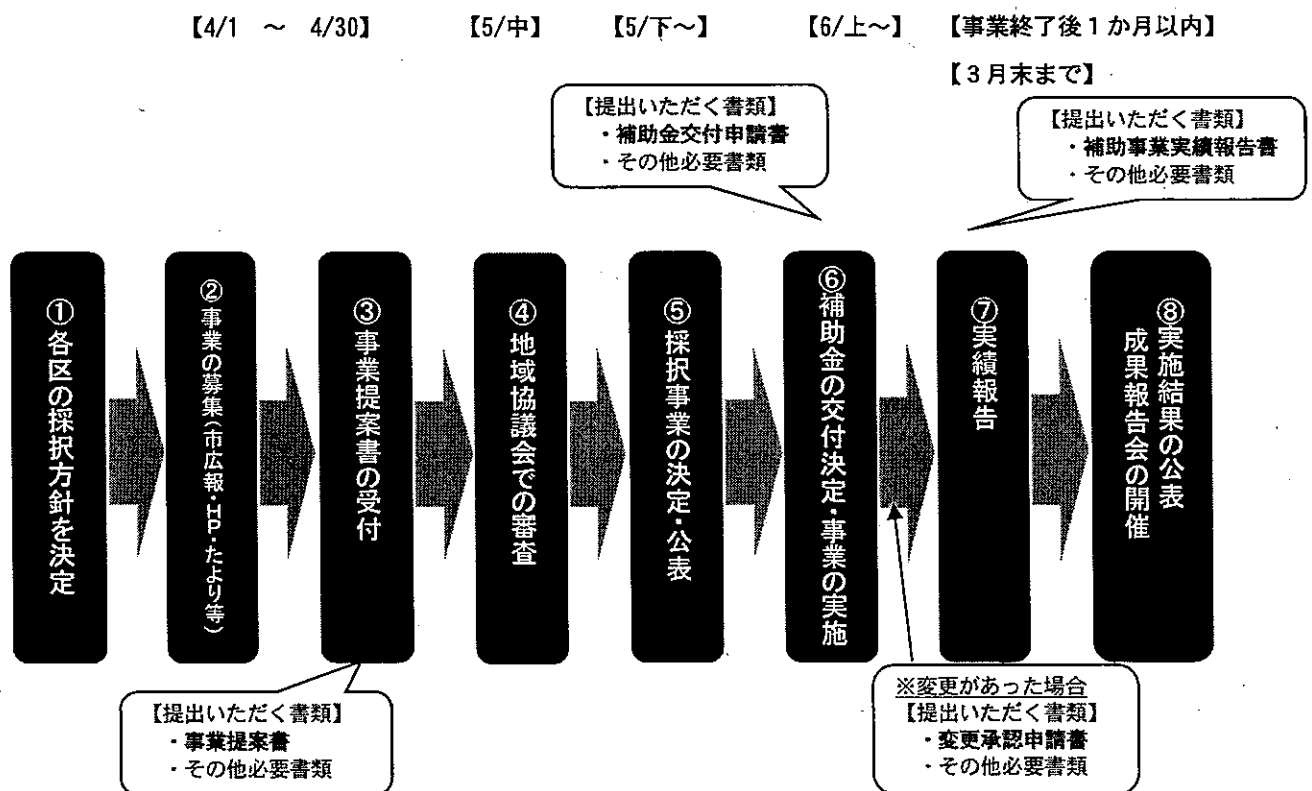 【4/1 ～ 4/30】
【5/中】
【5/下～】
【6/上～】
【事業終了後１か月以内】
【３月末まで】
【提出いただく書類】
・補助金交付申請書
・その他必要書類
【提出いただく書類】
・補助事業実績報告書
・その他必要書類
①各区の採択方針を決定
②事業の募集（市広報・HP・たより等）
③事業提案書の受付
④地域協議会での審査
⑤採択事業の決定・公表
⑥補助金の交付決定・事業の実施
⑦実績報告
⑧実施結果の公表
成果報告会の開催
【提出いただく書類】
・事業提案書
・その他必要書類
※変更があった場合
【提出いただく書類】
・変更承認申請書
・その他必要書類